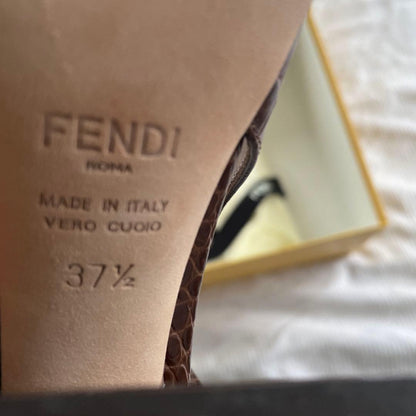 FENDI
ROMA
MADE IN ITALY
VERO CUOIO
37½